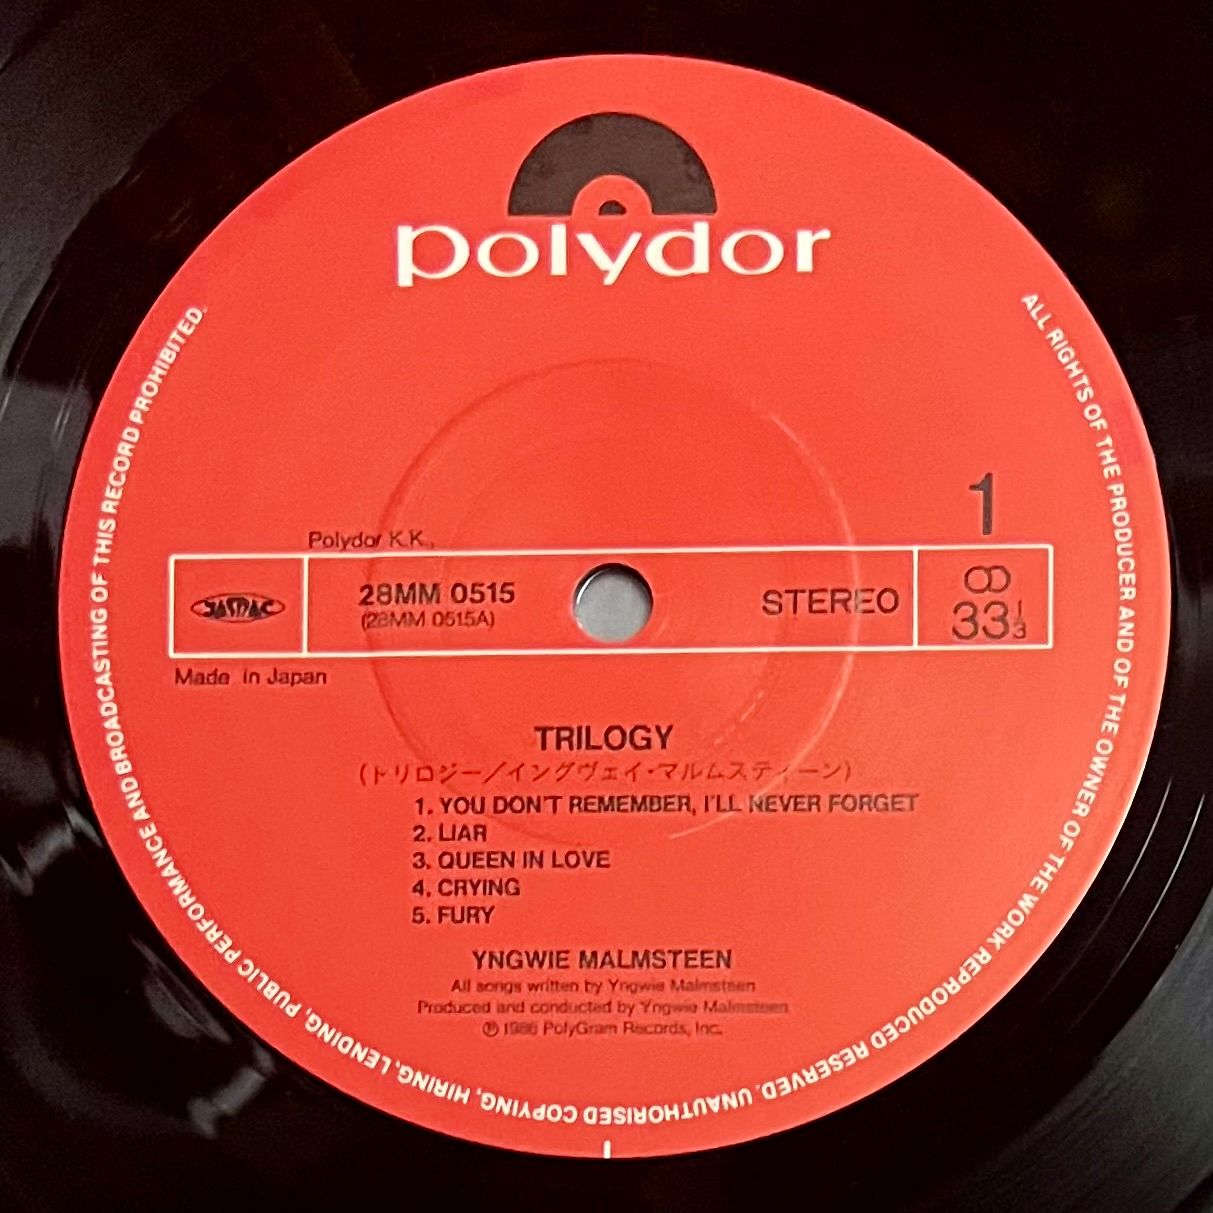 polydor
Polydor K.K.,
JASRAC
28MM 0515
(28MM 0515A)
STEREO
1
33 1/3
Made in Japan
TRILOGY
(トリロジー/イングヴェイ・マルムスティーン)
1. YOU DON'T REMEMBER, I'LL NEVER FORGET
2. LIAR
3. QUEEN IN LOVE
4. CRYING
5. FURY
YNGWIE MALMSTEEN
All songs written by Yngwie Malmsteen
Produced and conducted by Yngwie Malmsteen
℗ 1986 PolyGram Records, Inc.
ALL RIGHTS OF THE PRODUCER AND OF THE OWNER OF THE WORK REPRODUCED RESERVED. UNAUTHORISED COPYING, HIRING, LENDING, PUBLIC PERFORMANCE AND BROADCASTING OF THIS RECORD PROHIBITED.